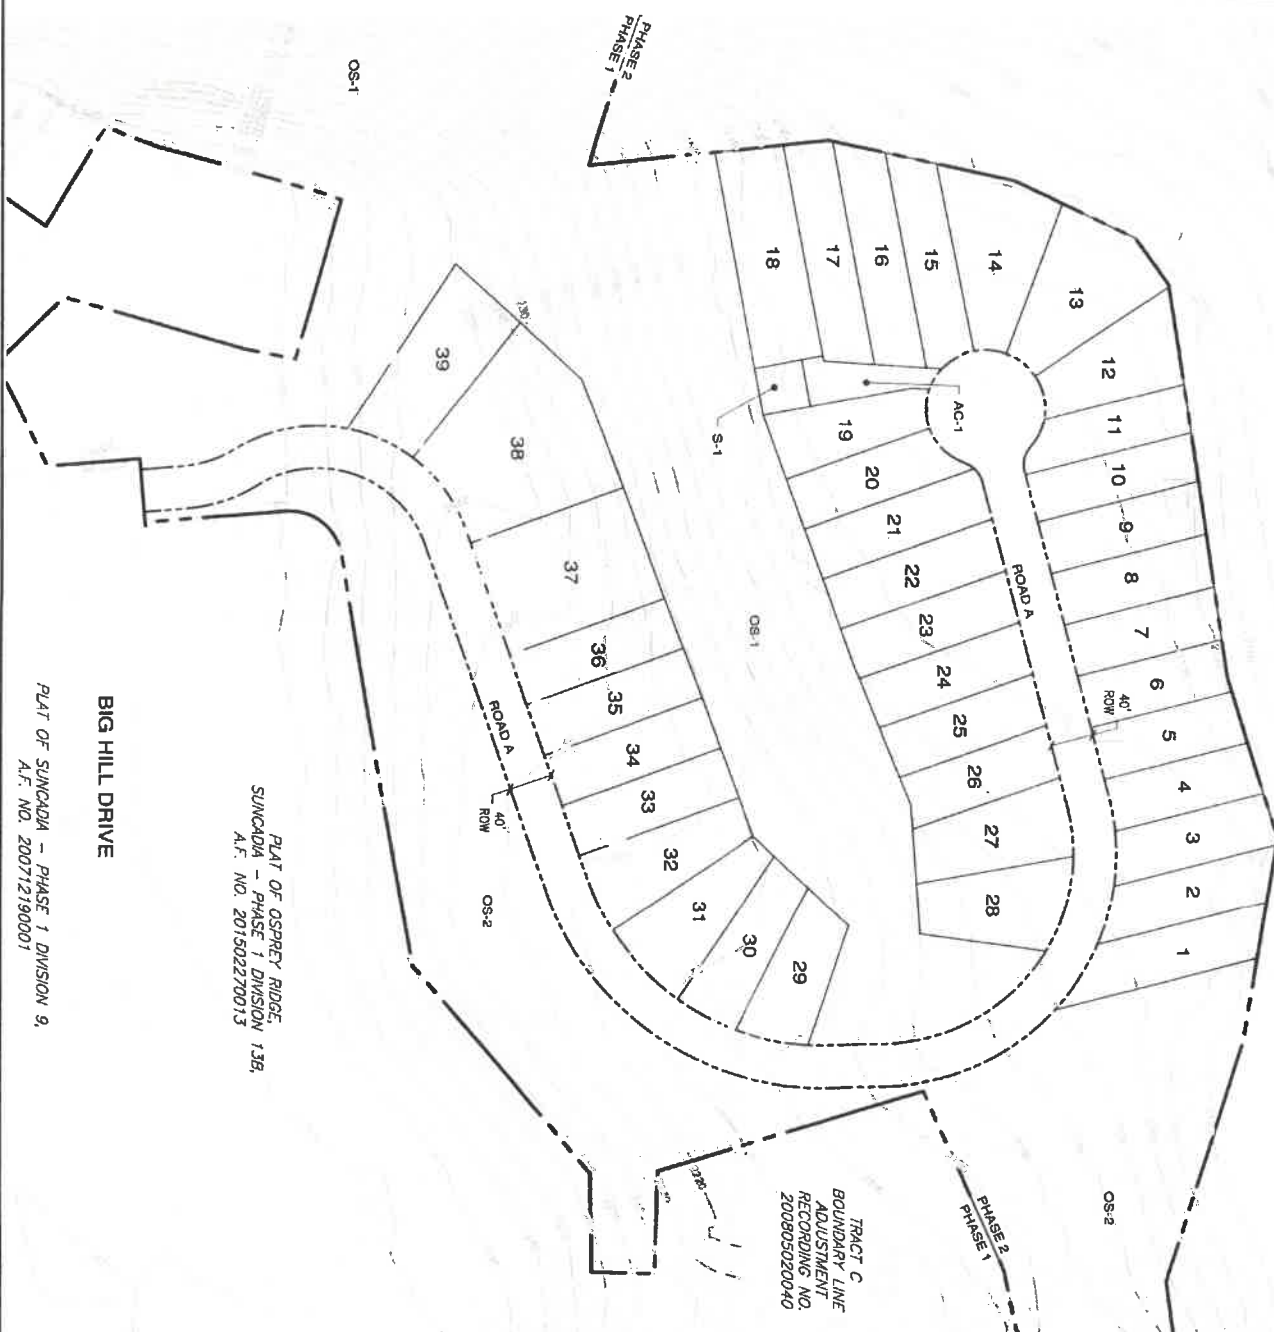 PHASE 2
PHASE 1
OS-1
18
17
16
15
14
13
12
11
10
9
8
7
6
5
4
3
2
1
AC-1
S-1
19
20
21
22
23
24
25
26
27
28
ROAD A
40'
ROW
OS-1
39
130
38
37
36
35
34
33
32
31
30
29
ROAD A
40'
ROW
OS-2
OS-2
PHASE 2
PHASE 1
TRACT C
BOUNDARY LINE
ADJUSTMENT
RECORDING NO.
200805020040
2220
PLAT OF OSPREY RIDGE,
SUNCADIA - PHASE 1 DIVISION 13B,
A.F. NO. 201502270013
BIG HILL DRIVE
PLAT OF SUNCADIA - PHASE 1 DIVISION 9,
A.F. NO. 200712190001